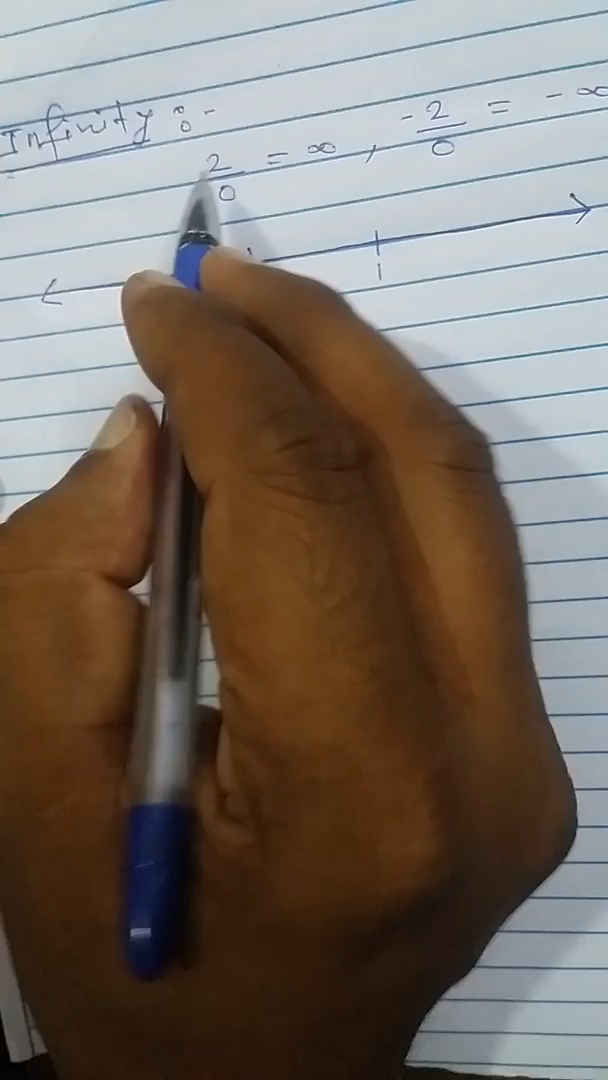 Infinity :-
2/0 = ∞ , -2/0 = -∞
1